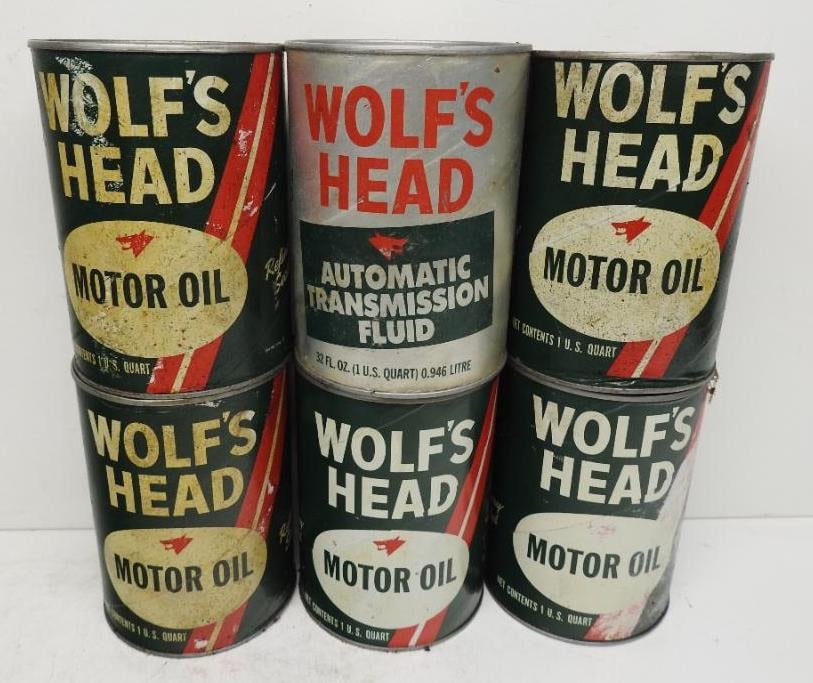 WOLF'S
HEAD
MOTOR OIL
CONTENTS 1 U.S. QUART
WOLF'S
HEAD
AUTOMATIC
TRANSMISSION
FLUID
32 FL. OZ. (1 U.S. QUART) 0.946 LITRE
WOLF'S
HEAD
MOTOR OIL
NET CONTENTS 1 U.S. QUART
WOLF'S
HEAD
MOTOR OIL
CONTENTS 1 U.S. QUART
WOLF'S
HEAD
MOTOR OIL
NET CONTENTS 1 U.S. QUART
WOLF'S
HEAD
MOTOR OIL
NET CONTENTS 1 U.S. QUART